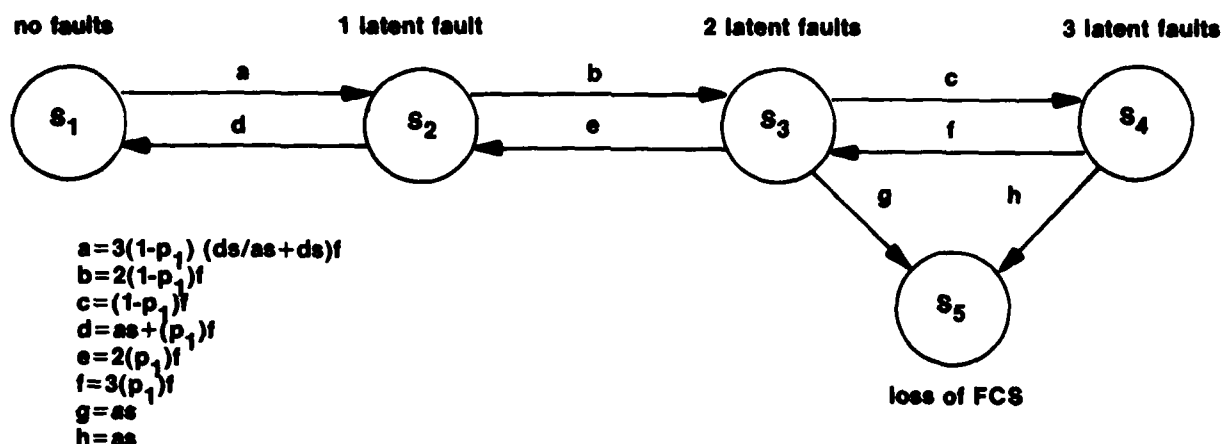 no faults
1 latent fault
2 latent faults
3 latent faults
a
b
c
S1
d
S2
e
S3
f
S4
g
h
a=3(1-p1) (ds/as+ds)f
b=2(1-p1)f
c=(1-p1)f
d=as+(p1)f
e=2(p1)f
f=3(p1)f
g=as
h=as
S5
loss of FCS